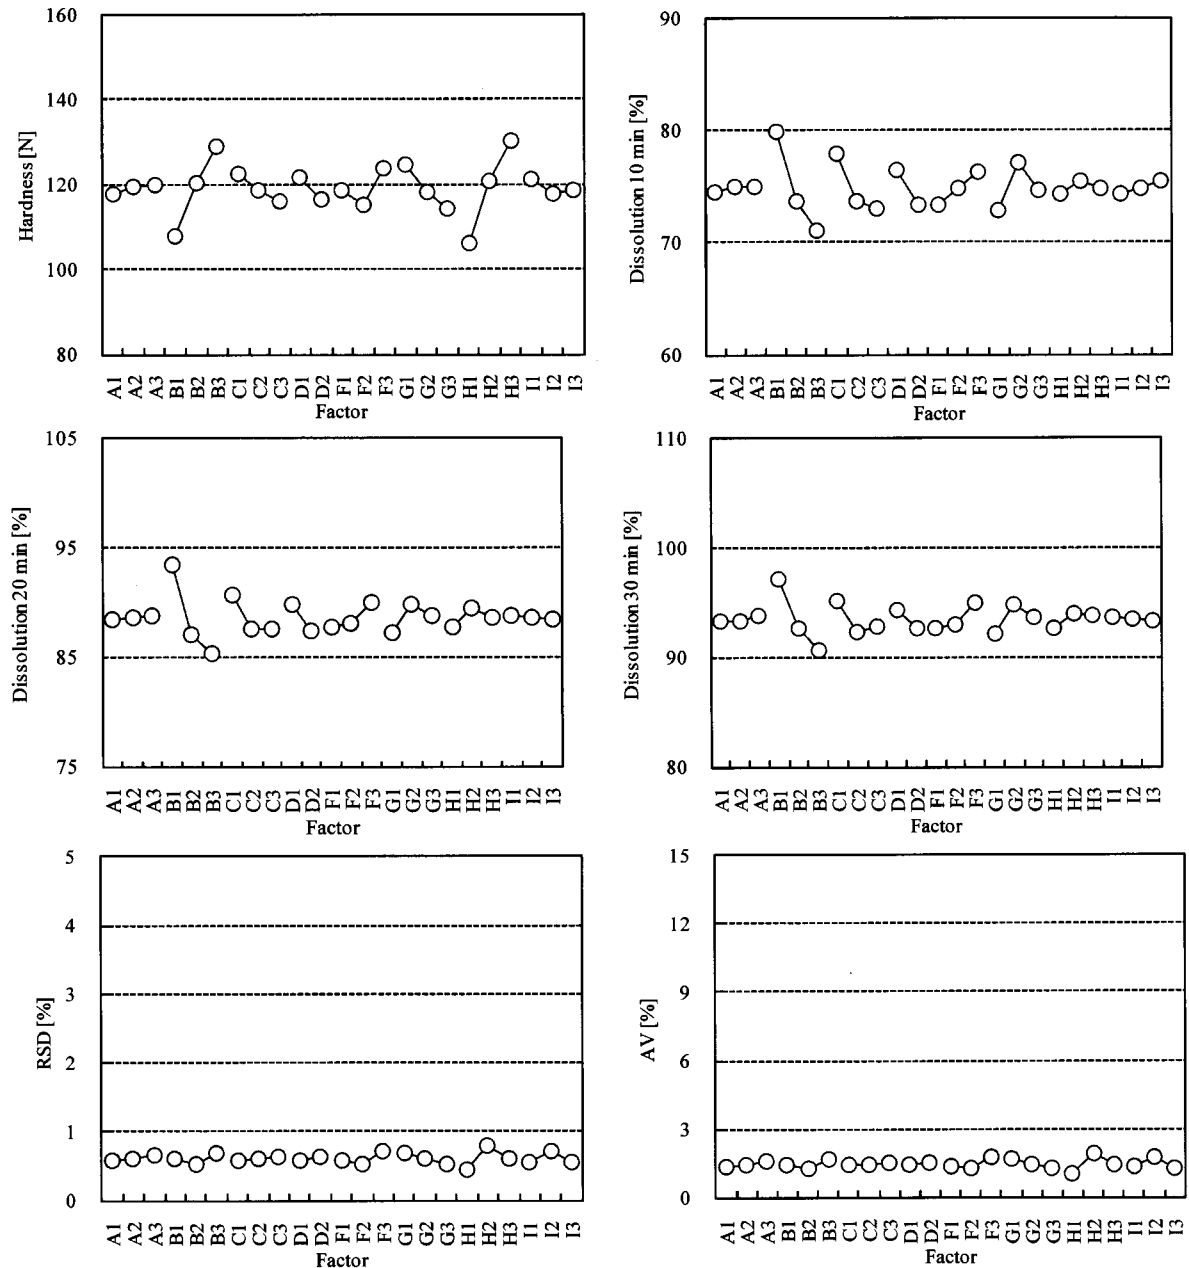 Hardness [N]
160
140
120
100
80
A1 A2 A3 B1 B2 B3 C1 C2 C3 D1 D2 F1 F2 F3 G1 G2 G3 H1 H2 H3 I1 I2 I3
Factor
Dissolution 10 min [%]
90
80
70
60
A1 A2 A3 B1 B2 B3 C1 C2 C3 D1 D2 F1 F2 F3 G1 G2 G3 H1 H2 H3 I1 I2 I3
Factor
Dissolution 20 min [%]
105
95
85
75
A1 A2 A3 B1 B2 B3 C1 C2 C3 D1 D2 F1 F2 F3 G1 G2 G3 H1 H2 H3 I1 I2 I3
Factor
Dissolution 30 min [%]
110
100
90
80
A1 A2 A3 B1 B2 B3 C1 C2 C3 D1 D2 F1 F2 F3 G1 G2 G3 H1 H2 H3 I1 I2 I3
Factor
RSD [%]
5
4
3
2
1
0
A1 A2 A3 B1 B2 B3 C1 C2 C3 D1 D2 F1 F2 F3 G1 G2 G3 H1 H2 H3 I1 I2 I3
Factor
AV [%]
15
12
9
6
3
0
A1 A2 A3 B1 B2 B3 C1 C2 C3 D1 D2 F1 F2 F3 G1 G2 G3 H1 H2 H3 I1 I2 I3
Factor